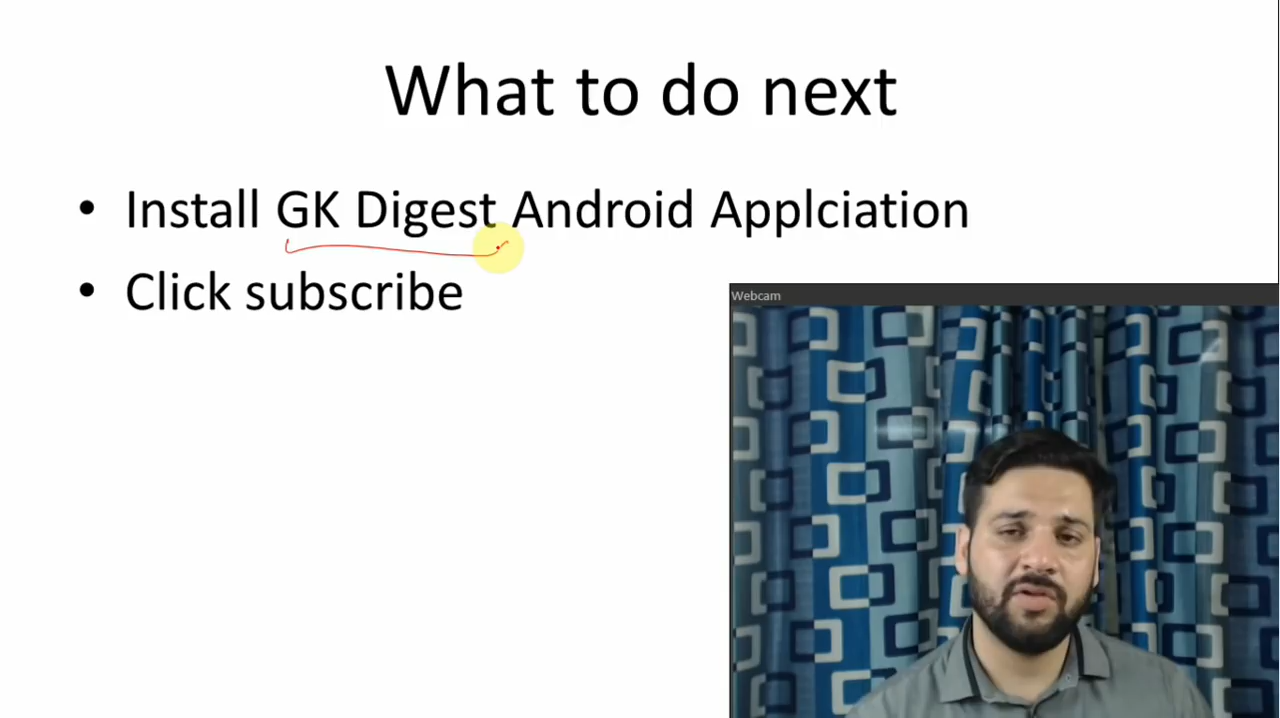 What to do next
• Install GK Digest Android Applciation
• Click subscribe
Webcam